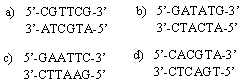 a) 5'-CGTTCG-3'
3'-ATCGTA-5'
b) 5'-GATATG-3'
3'-CTACTA-5'
c) 5'-GAATTC-3'
3'-CTTAAG-5'
d) 5'-CACGTA-3'
3'-CTCAGT-5'